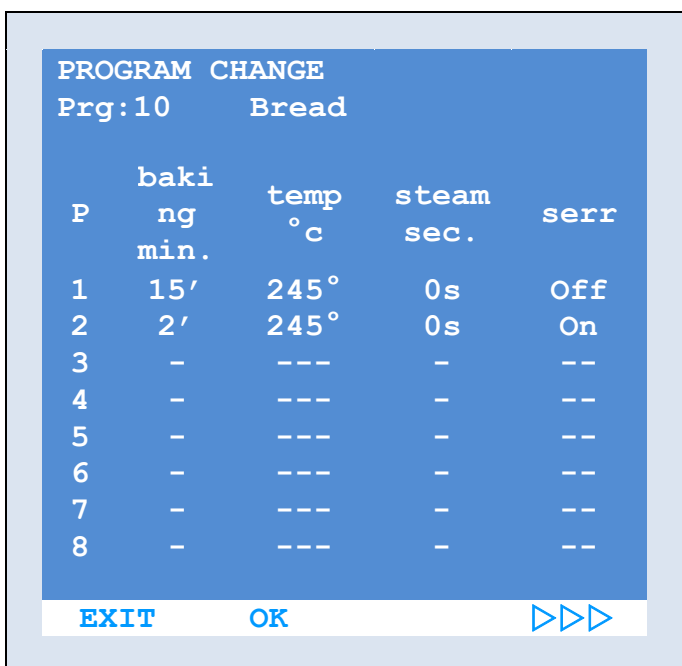 PROGRAM CHANGE
Prg:10 Bread
P baki ng min. temp °c steam sec. serr
1 15′ 245° 0s Off
2 2′ 245° 0s On
3 - --- - --
4 - --- - --
5 - --- - --
6 - --- - --
7 - --- - --
8 - --- - --
EXIT OK ▷▷▷